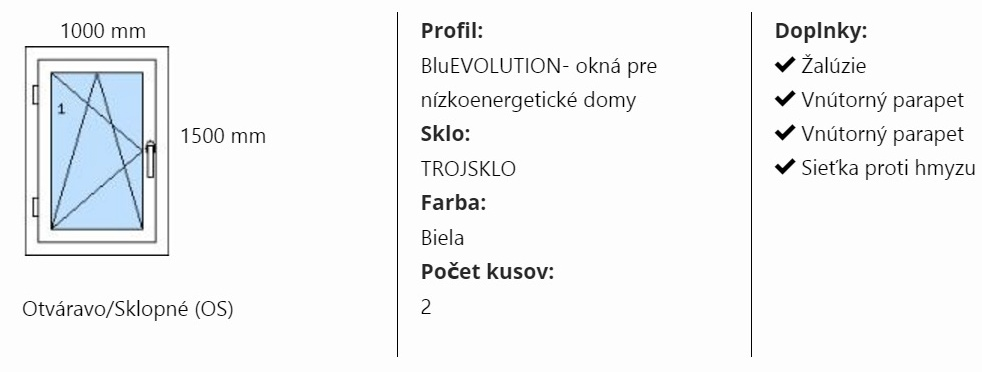 1000 mm
1
1500 mm
Otváravo/Sklopné (OS)
Profil:
BluEVOLUTION- okná pre
nízkoenergetické domy
Sklo:
TROJSKLO
Farba:
Biela
Počet kusov:
2
Doplnky:
✔ Žalúzie
✔ Vnútorný parapet
✔ Vnútorný parapet
✔ Sieťka proti hmyzu